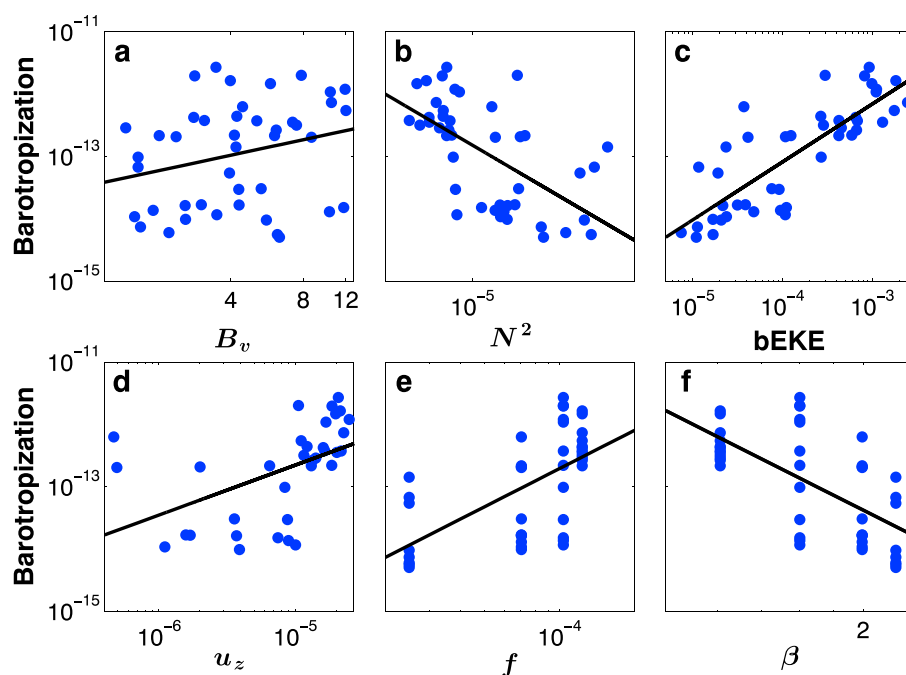 a b c
10^{-11}
10^{-13}
10^{-15}
Barotropization
4 8 12
10^{-5}
10^{-5} 10^{-4} 10^{-3}
B_v N^2 bEKE
d e f
10^{-11}
10^{-13}
10^{-15}
Barotropization
10^{-6} 10^{-5}
10^{-4}
2
u_z f β